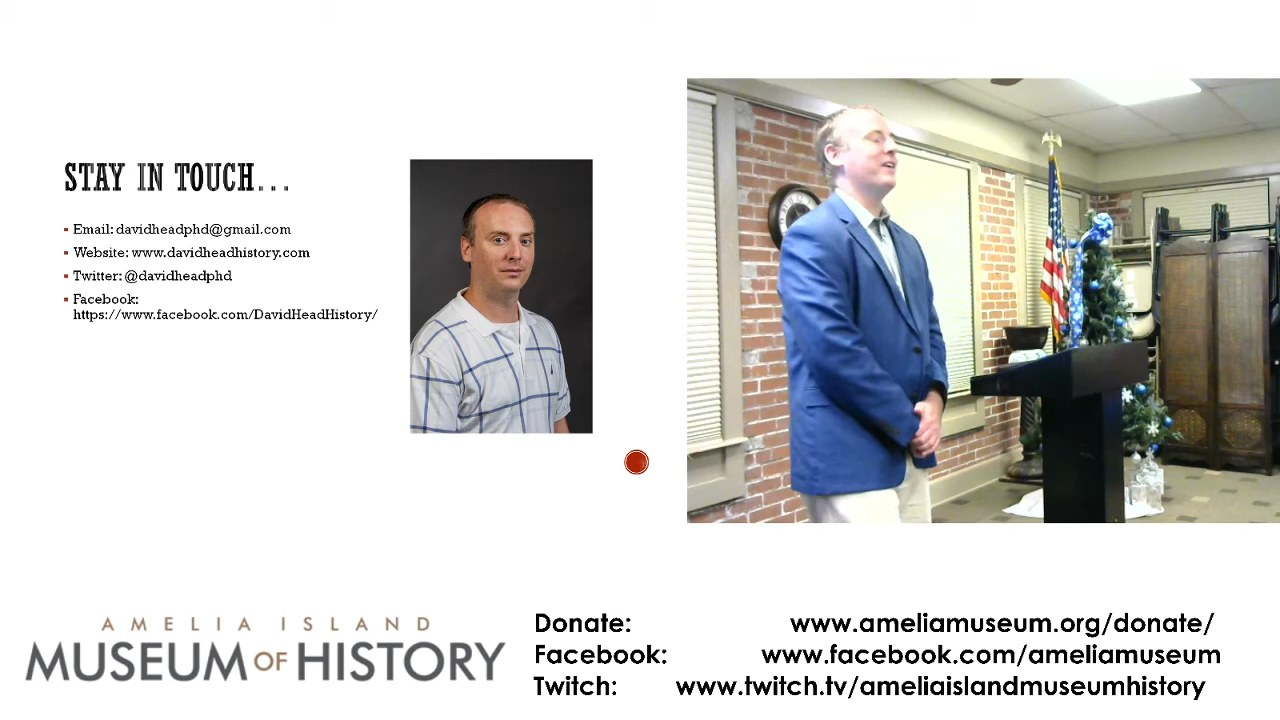 STAY IN TOUCH...
Email: davidheadphd@gmail.com
Website: www.davidheadhistory.com
Twitter: @davidheadphd
Facebook:
https://www.facebook.com/DavidHeadHistory/
AMELIA ISLAND
MUSEUM OF HISTORY
Donate: www.ameliamuseum.org/donate/
Facebook: www.facebook.com/ameliamuseum
Twitch: www.twitch.tv/ameliaislandmuseumhistory